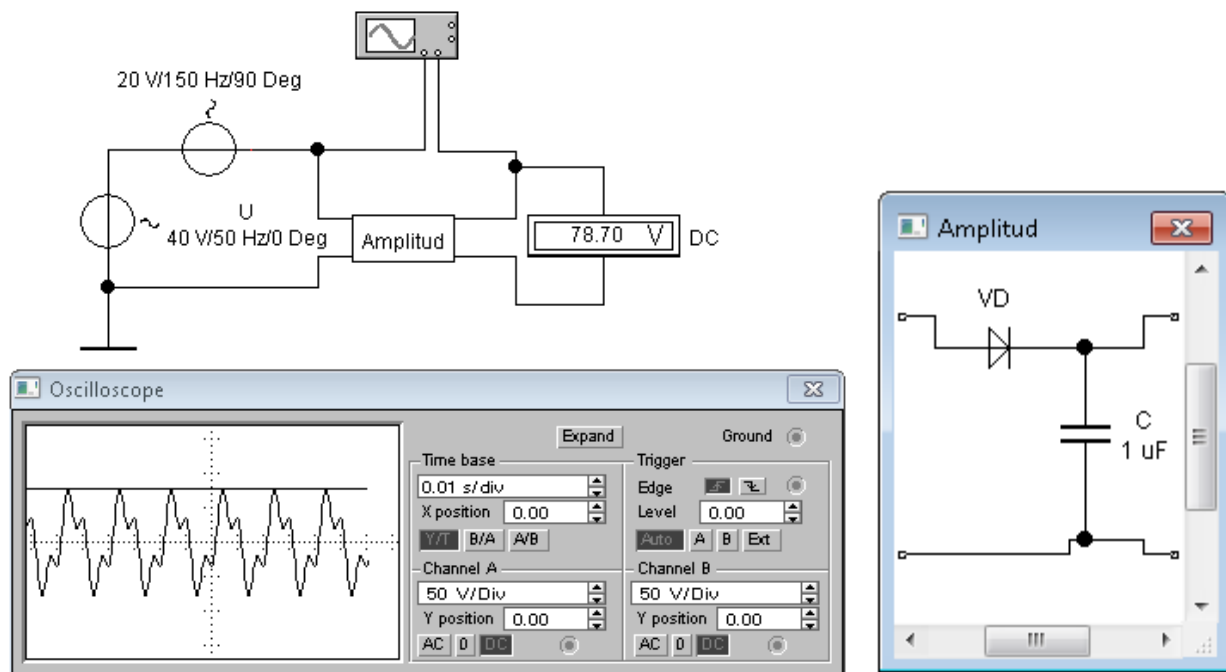 20 V/150 Hz/90 Deg
U
40 V/50 Hz/0 Deg
Amplitud
78.70 V
DC
Oscilloscope
Expand
Ground
Time base
0.01 s/div
X position 0.00
Y/T B/A A/B
Trigger
Edge
Level 0.00
Auto A B Ext
Channel A
50 V/Div
Y position 0.00
AC 0 DC
Channel B
50 V/Div
Y position 0.00
AC 0 DC
Amplitud
VD
C
1 uF